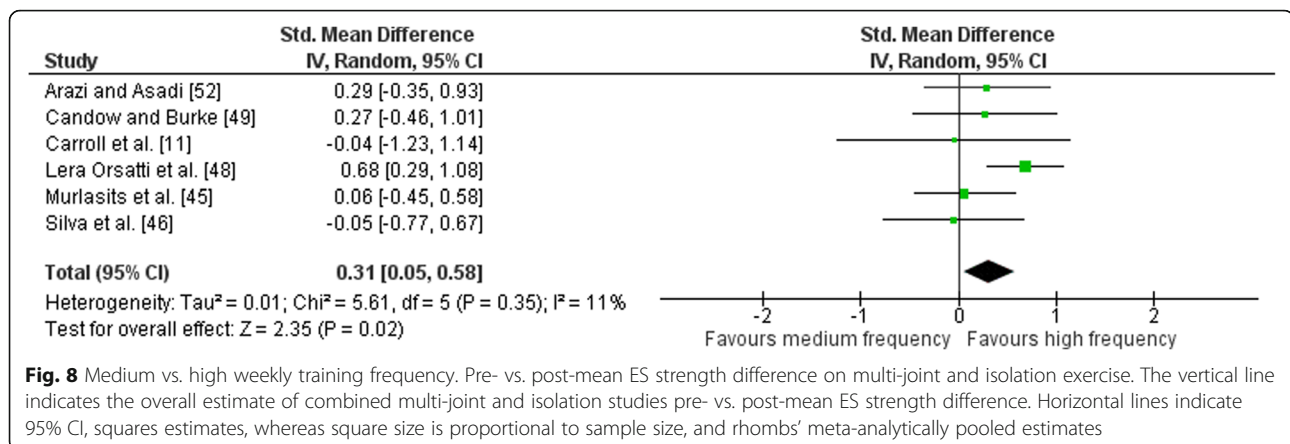 Std. Mean Difference
Std. Mean Difference
Study
IV, Random, 95% CI
IV, Random, 95% CI
Arazi and Asadi [52] 0.29 [-0.35, 0.93]
Candow and Burke [49] 0.27 [-0.46, 1.01]
Carroll et al. [11] -0.04 [-1.23, 1.14]
Lera Orsatti et al. [48] 0.68 [0.29, 1.08]
Murlasits et al. [45] 0.06 [-0.45, 0.58]
Silva et al. [46] -0.05 [-0.77, 0.67]
Total (95% CI) 0.31 [0.05, 0.58]
Heterogeneity: Tau² = 0.01; Chi² = 5.61, df = 5 (P = 0.35); I² = 11%
Test for overall effect: Z = 2.35 (P = 0.02)
-2 -1 0 1 2
Favours medium frequency Favours high frequency
Fig. 8 Medium vs. high weekly training frequency. Pre- vs. post-mean ES strength difference on multi-joint and isolation exercise. The vertical line
indicates the overall estimate of combined multi-joint and isolation studies pre- vs. post-mean ES strength difference. Horizontal lines indicate
95% CI, squares estimates, whereas square size is proportional to sample size, and rhombs' meta-analytically pooled estimates